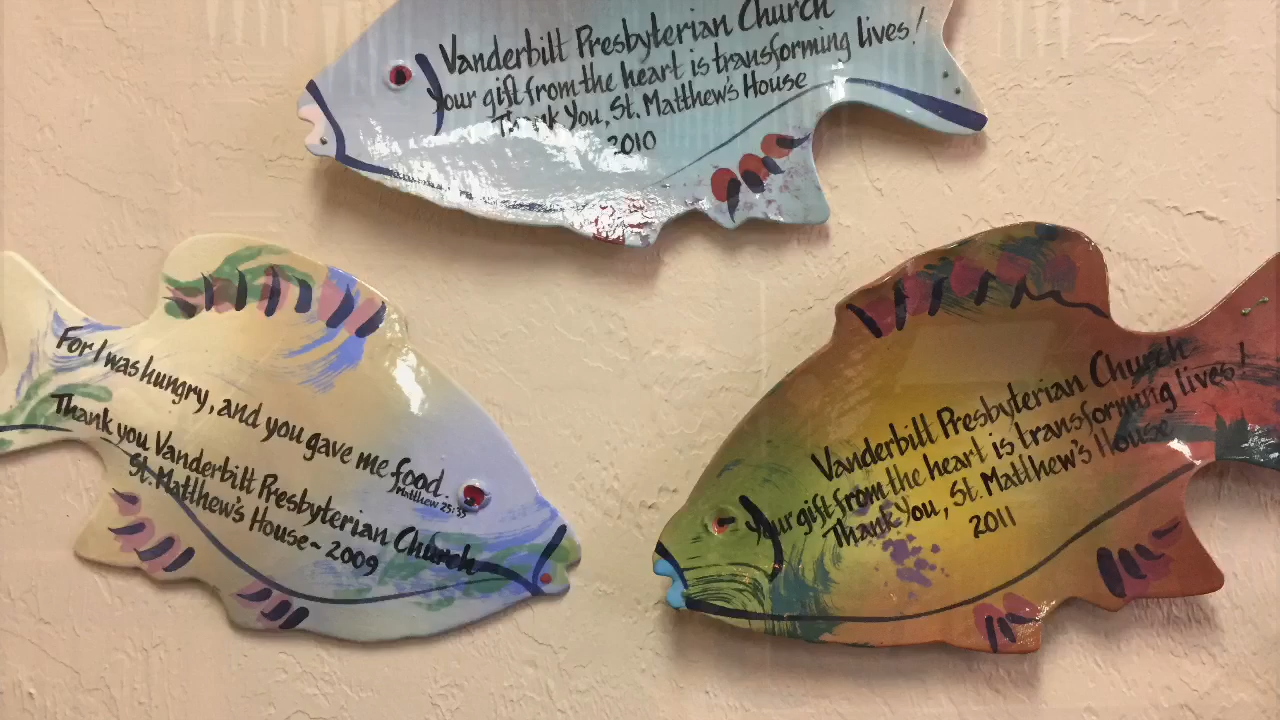 Vanderbilt Presbyterian Church
Your gift from the heart is transforming lives!
Thank You, St. Matthew's House
2010
For I was hungry, and you gave me food.
Matthew 25:35
Thank you Vanderbilt Presbyterian Church
St. Matthew's House ~ 2009
Vanderbilt Presbyterian Church
Your gift from the heart is transforming lives!
Thank You, St. Matthew's House
2011